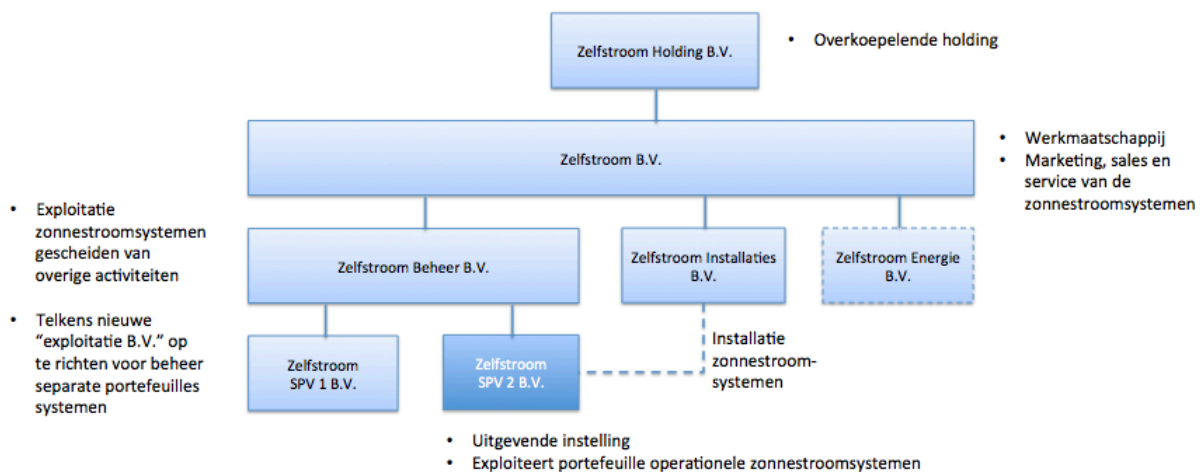 Zelfstroom Holding B.V.
• Overkoepelende holding
Zelfstroom B.V.
• Werkmaatschappij
• Marketing, sales en
service van de
zonnestroomsystemen
• Exploitatie
zonnestroomsystemen
gescheiden van
overige activiteiten
Zelfstroom Beheer B.V.
Zelfstroom Installaties
B.V.
Zelfstroom Energie
B.V.
• Telkens nieuwe
“exploitatie B.V.” op
te richten voor beheer
separate portefeuilles
systemen
Zelfstroom
SPV 1 B.V.
Zelfstroom
SPV 2 B.V.
Installatie
zonnestroom-
systemen
• Uitgevende instelling
• Exploiteert portefeuille operationele zonnestroomsystemen